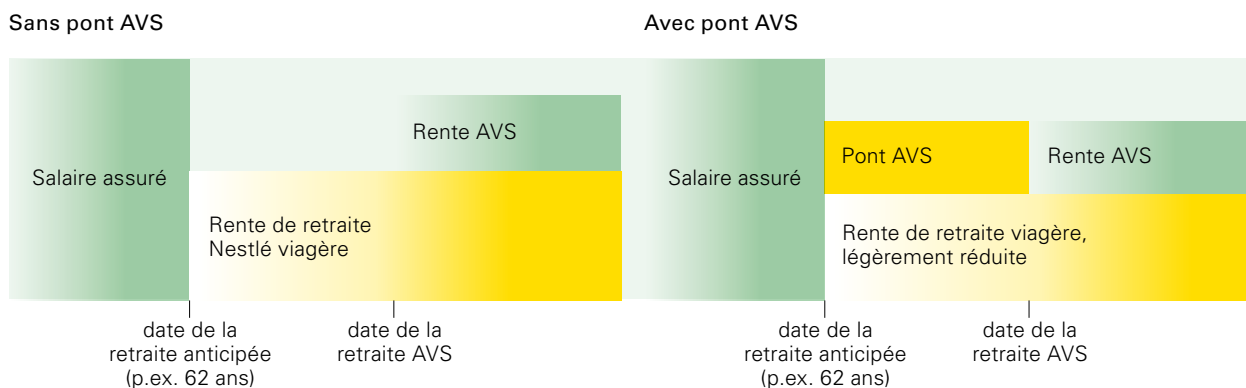 Sans pont AVS
Salaire assuré
Rente AVS
Rente de retraite
Nestlé viagère
date de la
retraite anticipée
(p.ex. 62 ans)
date de la
retraite AVS
Avec pont AVS
Salaire assuré
Pont AVS
Rente AVS
Rente de retraite viagère,
légèrement réduite
date de la
retraite anticipée
(p.ex. 62 ans)
date de la
retraite AVS